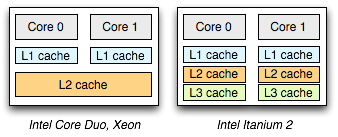 Core 0 Core 1 Core 0 Core 1
L1 cache L1 cache L1 cache L1 cache
L2 cache L2 cache L2 cache
L3 cache L3 cache
Intel Core Duo, Xeon Intel Itanium 2